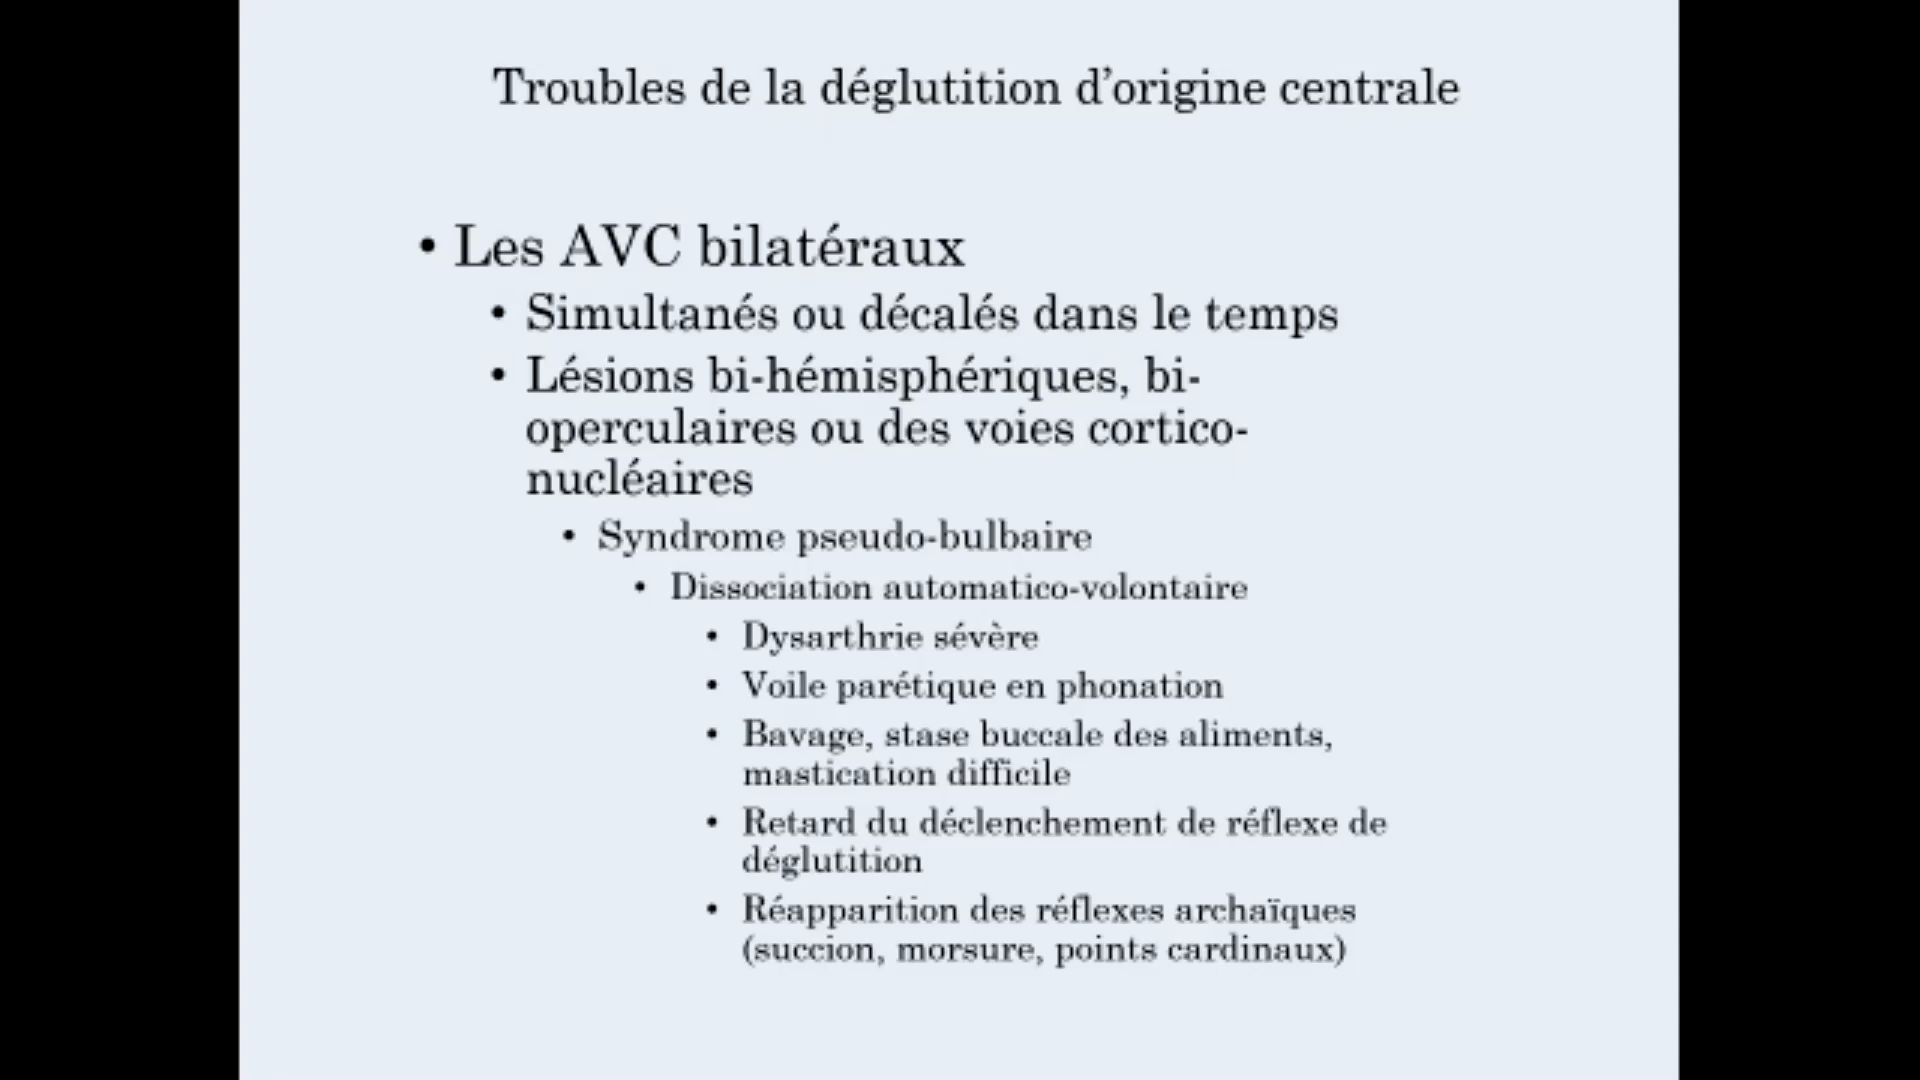 Troubles de la déglutition d'origine centrale
• Les AVC bilatéraux
• Simultanés ou décalés dans le temps
• Lésions bi-hémisphériques, bi-
operculaires ou des voies cortico-
nucléaires
• Syndrome pseudo-bulbaire
• Dissociation automatico-volontaire
• Dysarthrie sévère
• Voile parétique en phonation
• Bavage, stase buccale des aliments,
mastication difficile
• Retard du déclenchement de réflexe de
déglutition
• Réapparition des réflexes archaïques
(succion, morsure, points cardinaux)